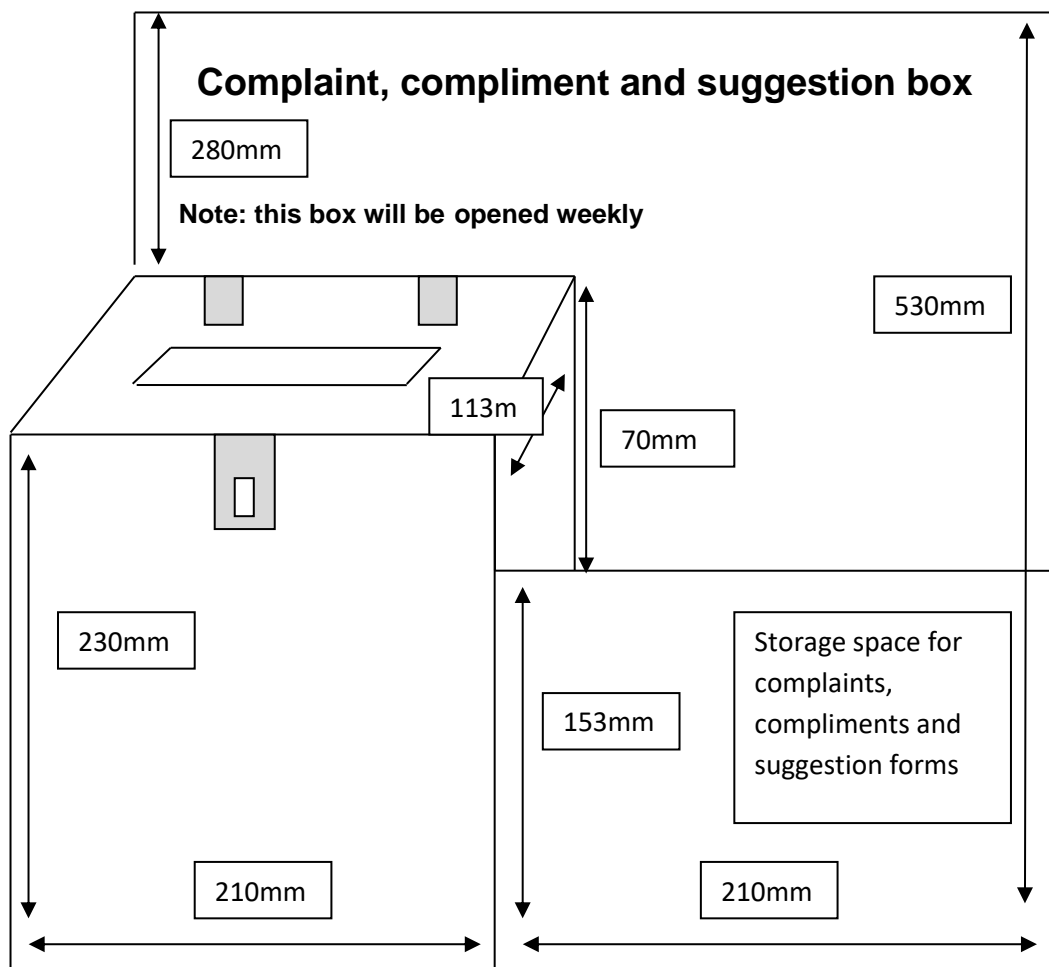 Complaint, compliment and suggestion box
280mm
Note: this box will be opened weekly
530mm
113m
70mm
230mm
Storage space for
complaints,
compliments and
suggestion forms
153mm
210mm
210mm